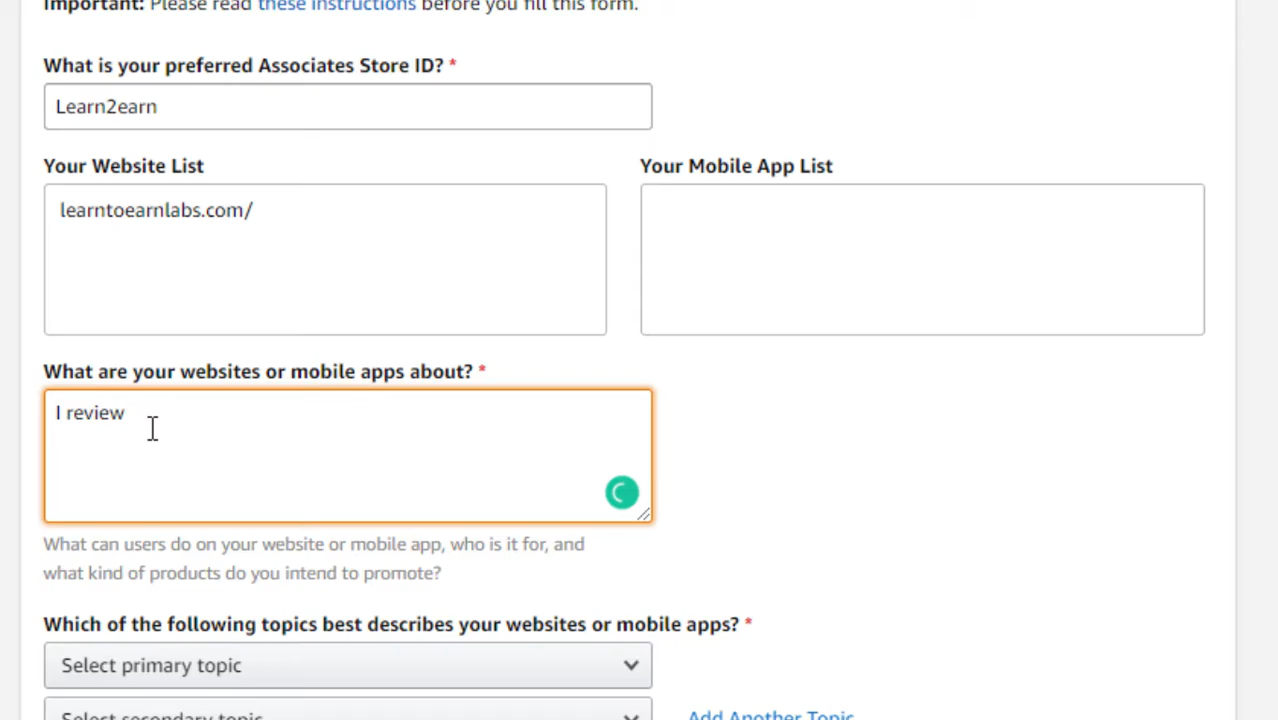 Important: Please read these instructions before you fill this form.
What is your preferred Associates Store ID? *
Learn2earn
Your Website List
Your Mobile App List
learntoearnlabs.com/
What are your websites or mobile apps about? *
I review
What can users do on your website or mobile app, who is it for, and
what kind of products do you intend to promote?
Which of the following topics best describes your websites or mobile apps? *
Select primary topic
Select secondary topic
Add Another Topic